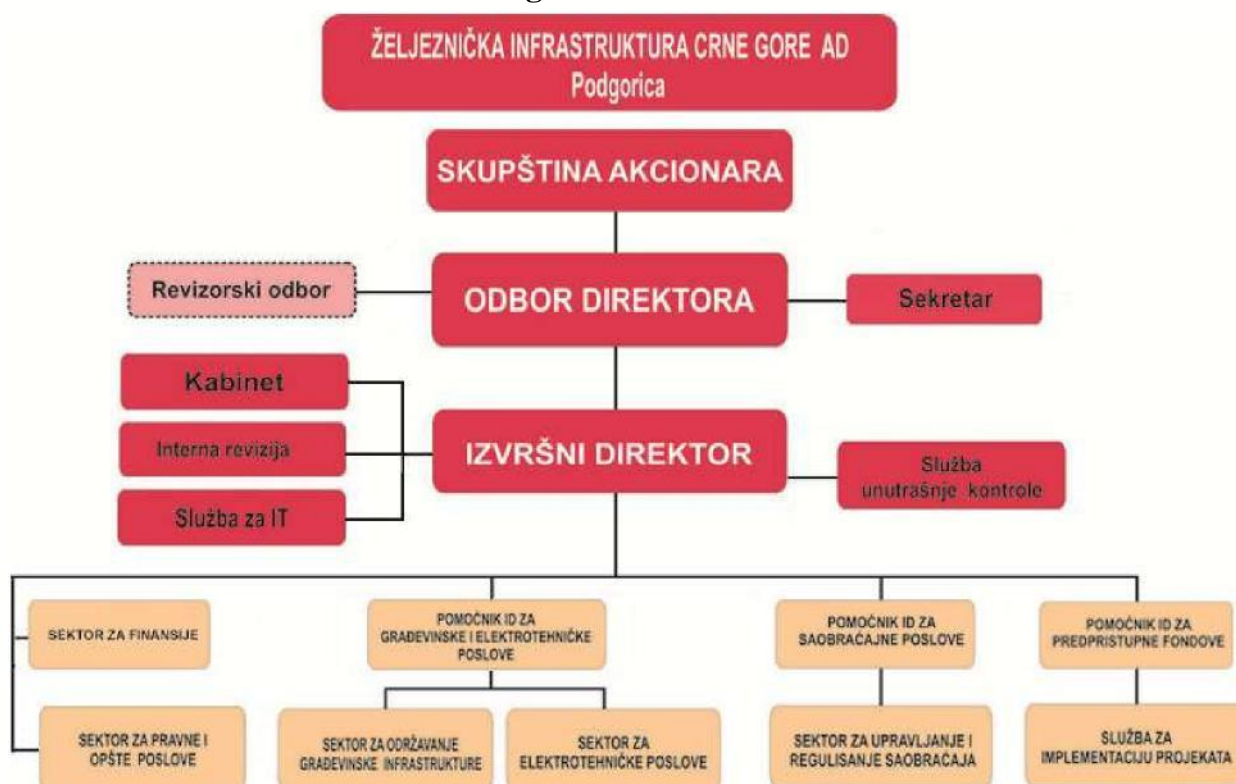 ŽELJEZNIČKA INFRASTRUKTURA CRNE GORE AD
Podgorica
SKUPŠTINA AKCIONARA
Revizorski odbor
ODBOR DIREKTORA
Sekretar
Kabinet
Interna revizija
Služba za IT
IZVRŠNI DIREKTOR
Služba
unutrašnje kontrole
SEKTOR ZA FINANSIJE
POMOĆNIK ID ZA
GRAĐEVINSKE I ELEKTROTEHNIČKE
POSLOVE
POMOĆNIK ID ZA
SAOBRAĆAJNE POSLOVE
POMOĆNIK ID ZA
PREDPRISTUPNE FONDOVE
SEKTOR ZA PRAVNE I
OPŠTE POSLOVE
SEKTOR ZA ODRŽAVANJE
GRAĐEVINSKE INFRASTRUKTURE
SEKTOR ZA
ELEKTROTEHNIČKE POSLOVE
SEKTOR ZA UPRAVLJANJE I
REGULISANJE SAOBRAĆAJA
SLUŽBA ZA
IMPLEMENTACIJU PROJEKATA